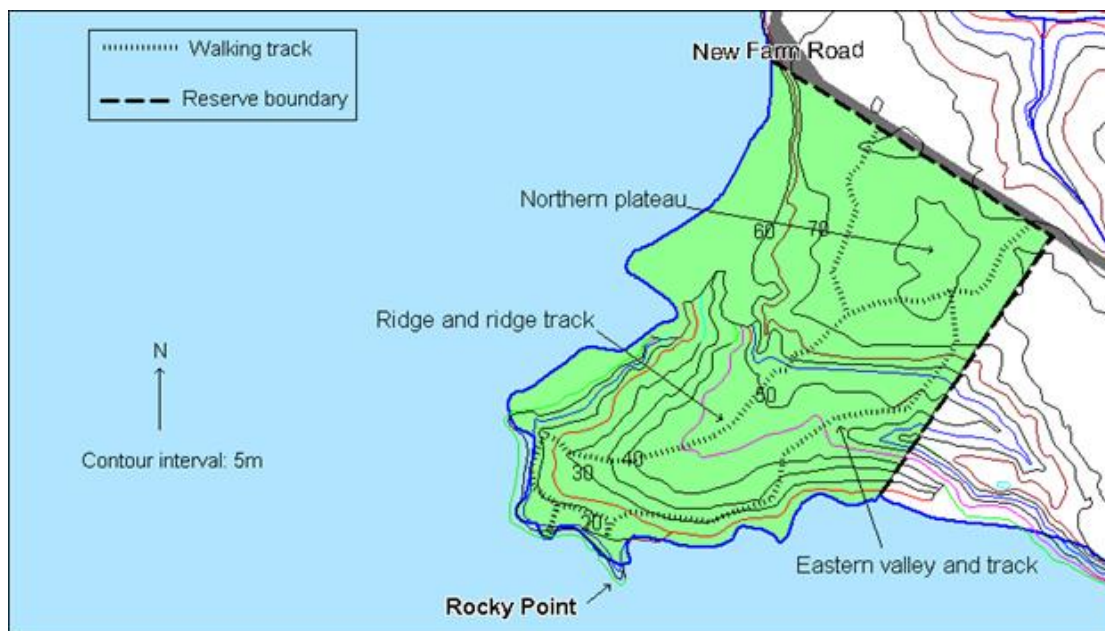 Walking track
Reserve boundary
New Farm Road
Northern plateau
60
70
Ridge and ridge track
N
50
Contour interval: 5m
30
40
20
Eastern valley and track
Rocky Point